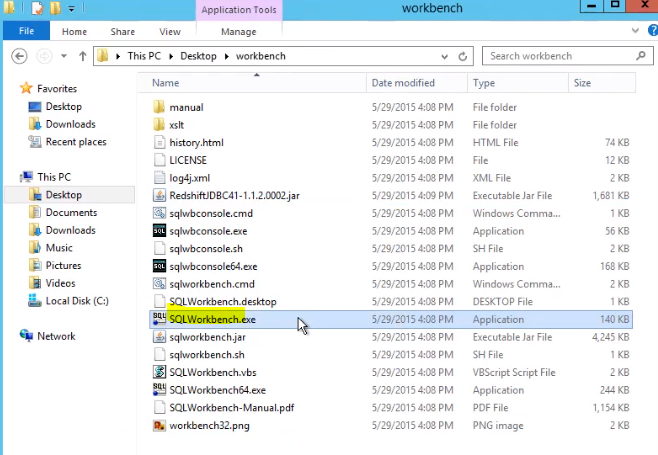 Application Tools
workbench
File
Home
Share
View
Manage
This PC
Desktop
workbench
Search workbench
Favorites
Desktop
Downloads
Recent places
This PC
Desktop
Documents
Downloads
Music
Pictures
Videos
Local Disk (C:)
Network
Name Date modified Type Size
manual 5/29/2015 4:08 PM File folder
xslt 5/29/2015 4:08 PM File folder
history.html 5/29/2015 4:08 PM HTML File 74 KB
LICENSE 5/29/2015 4:08 PM File 12 KB
log4j.xml 5/29/2015 4:08 PM XML File 2 KB
RedshiftJDBC41-1.1.2.0002.jar 5/29/2015 4:09 PM Executable Jar File 1,681 KB
sqlwbconsole.cmd 5/29/2015 4:08 PM Windows Comma... 2 KB
sqlwbconsole.exe 5/29/2015 4:08 PM Application 56 KB
sqlwbconsole.sh 5/29/2015 4:08 PM SH File 2 KB
sqlwbconsole64.exe 5/29/2015 4:08 PM Application 168 KB
sqlworkbench.cmd 5/29/2015 4:08 PM Windows Comma... 2 KB
SQLWorkbench.desktop 5/29/2015 4:08 PM DESKTOP File 1 KB
SQLWorkbench.exe 5/29/2015 4:08 PM Application 140 KB
sqlworkbench.jar 5/29/2015 4:08 PM Executable Jar File 4,245 KB
sqlworkbench.sh 5/29/2015 4:08 PM SH File 1 KB
SQLWorkbench.vbs 5/29/2015 4:08 PM VBScript Script File 2 KB
SQLWorkbench64.exe 5/29/2015 4:08 PM Application 244 KB
SQLWorkbench-Manual.pdf 5/29/2015 4:08 PM PDF File 1,154 KB
workbench32.png 5/29/2015 4:08 PM PNG image 2 KB